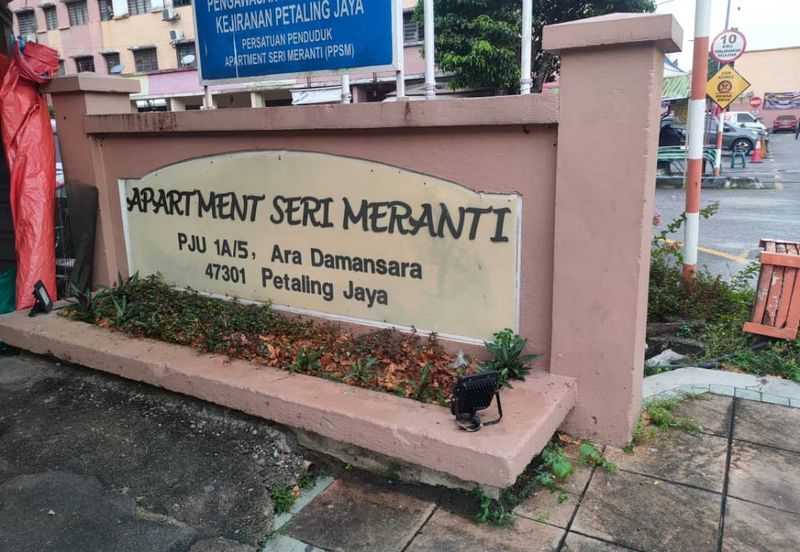 KEJIRANAN PETALING JAYA
PERSATUAN PENDUDUK
APARTMENT SERI MERANTI (PPSM)
10
APARTMENT SERI MERANTI
PJU 1A/5, Ara Damansara
47301 Petaling Jaya